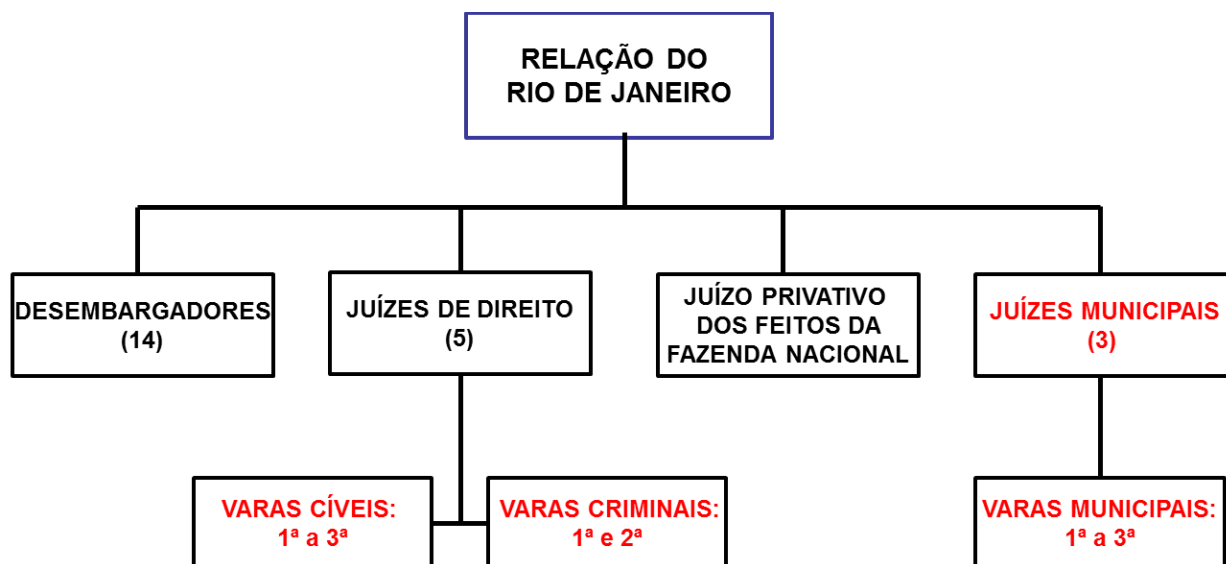 RELAÇÃO DO
RIO DE JANEIRO
DESEMBARGADORES
(14)
JUÍZES DE DIREITO
(5)
JUÍZO PRIVATIVO
DOS FEITOS DA
FAZENDA NACIONAL
JUÍZES MUNICIPAIS
(3)
VARAS CÍVEIS:
1ª a 3ª
VARAS CRIMINAIS:
1ª e 2ª
VARAS MUNICIPAIS:
1ª a 3ª